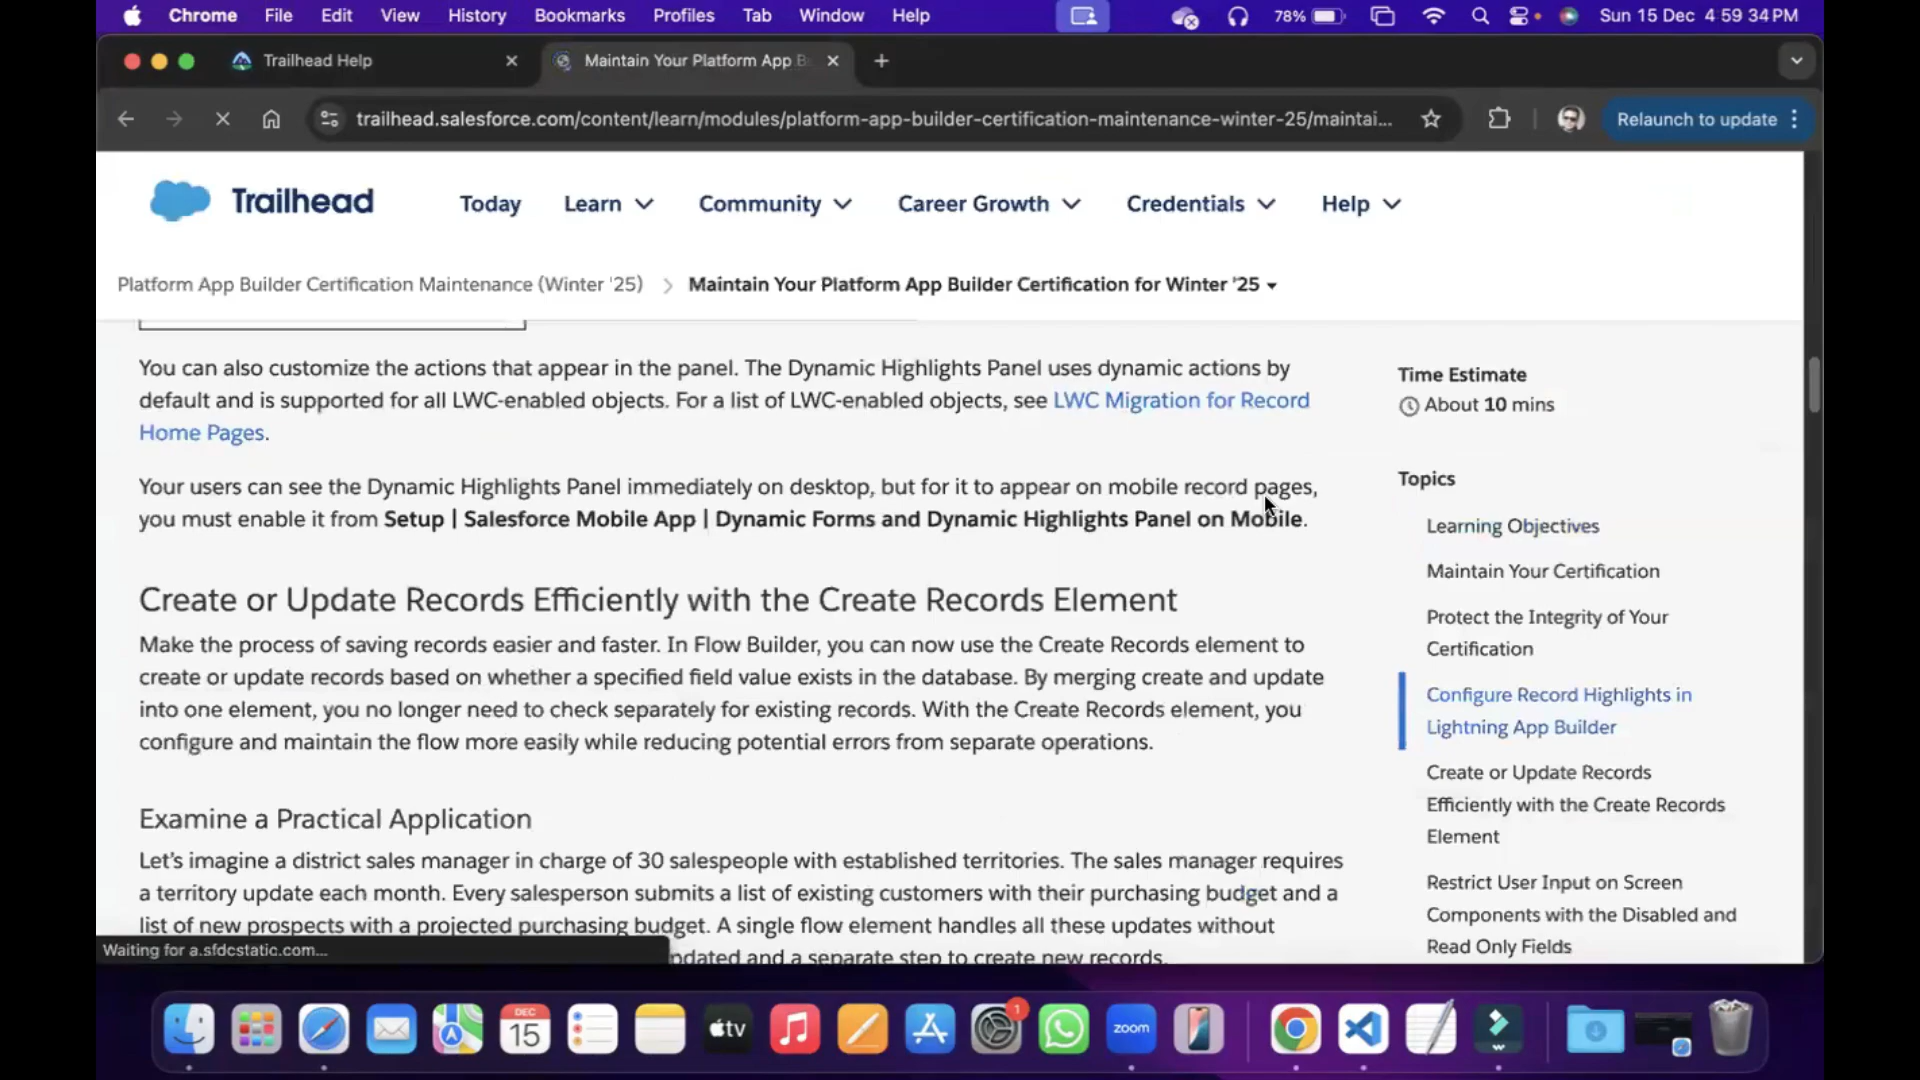 Chrome File Edit View History Bookmarks Profiles Tab Window Help 78% Sun 15 Dec 4:59:34 PM
Trailhead Help Maintain Your Platform App B
trailhead.salesforce.com/content/learn/modules/platform-app-builder-certification-maintenance-winter-25/maintai... Relaunch to update
Trailhead Today Learn Community Career Growth Credentials Help
Platform App Builder Certification Maintenance (Winter '25) Maintain Your Platform App Builder Certification for Winter '25
You can also customize the actions that appear in the panel. The Dynamic Highlights Panel uses dynamic actions by
default and is supported for all LWC-enabled objects. For a list of LWC-enabled objects, see LWC Migration for Record
Home Pages.
Your users can see the Dynamic Highlights Panel immediately on desktop, but for it to appear on mobile record pages,
you must enable it from Setup | Salesforce Mobile App | Dynamic Forms and Dynamic Highlights Panel on Mobile.
Create or Update Records Efficiently with the Create Records Element
Make the process of saving records easier and faster. In Flow Builder, you can now use the Create Records element to
create or update records based on whether a specified field value exists in the database. By merging create and update
into one element, you no longer need to check separately for existing records. With the Create Records element, you
configure and maintain the flow more easily while reducing potential errors from separate operations.
Examine a Practical Application
Let's imagine a district sales manager in charge of 30 salespeople with established territories. The sales manager requires
a territory update each month. Every salesperson submits a list of existing customers with their purchasing budget and a
list of new prospects with a projected purchasing budget. A single flow element handles all these updates without
and a separate step to create new records.
Waiting for a.sfdcstatic.com...
Time Estimate
About 10 mins
Topics
Learning Objectives
Maintain Your Certification
Protect the Integrity of Your
Certification
Configure Record Highlights in
Lightning App Builder
Create or Update Records
Efficiently with the Create Records
Element
Restrict User Input on Screen
Components with the Disabled and
Read Only Fields
DEC
15
tv
1
zoom